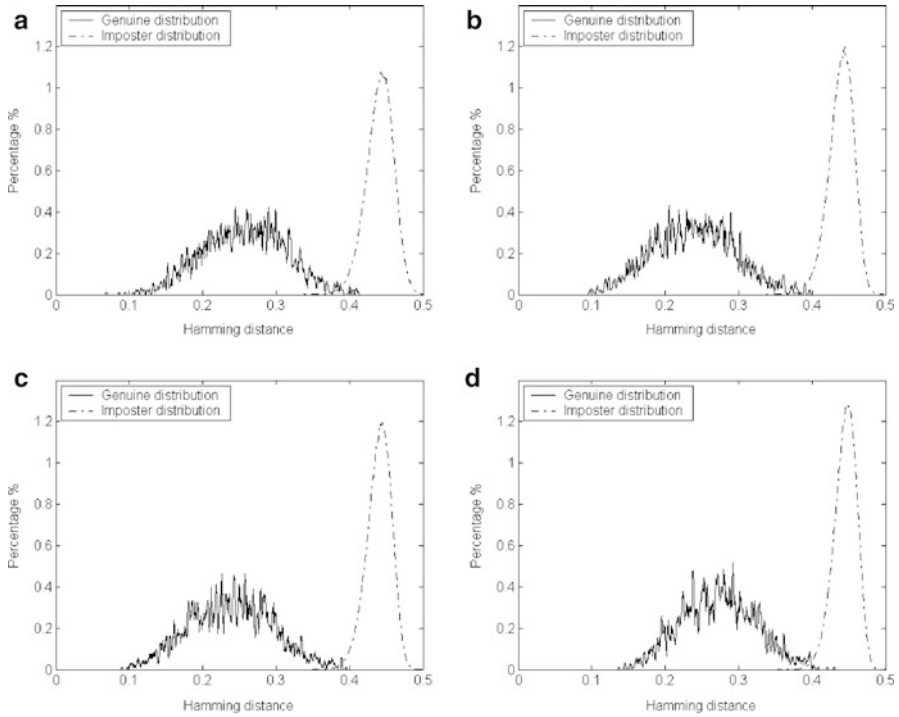 a
Genuine distribution
Imposter distribution
1.2
1
0.8
0.6
0.4
0.2
0
Percentage %
0 0.1 0.2 0.3 0.4 0.5
Hamming distance
b
Genuine distribution
Imposter distribution
1.2
1
0.8
0.6
0.4
0.2
0
Percentage %
0 0.1 0.2 0.3 0.4 0.5
Hamming distance
c
Genuine distribution
Imposter distribution
1.2
1
0.8
0.6
0.4
0.2
0
Percentage %
0 0.1 0.2 0.3 0.4 0.5
Hamming distance
d
Genuine distribution
Imposter distribution
1.2
1
0.8
0.6
0.4
0.2
0
Percentage %
0 0.1 0.2 0.3 0.4 0.5
Hamming distance